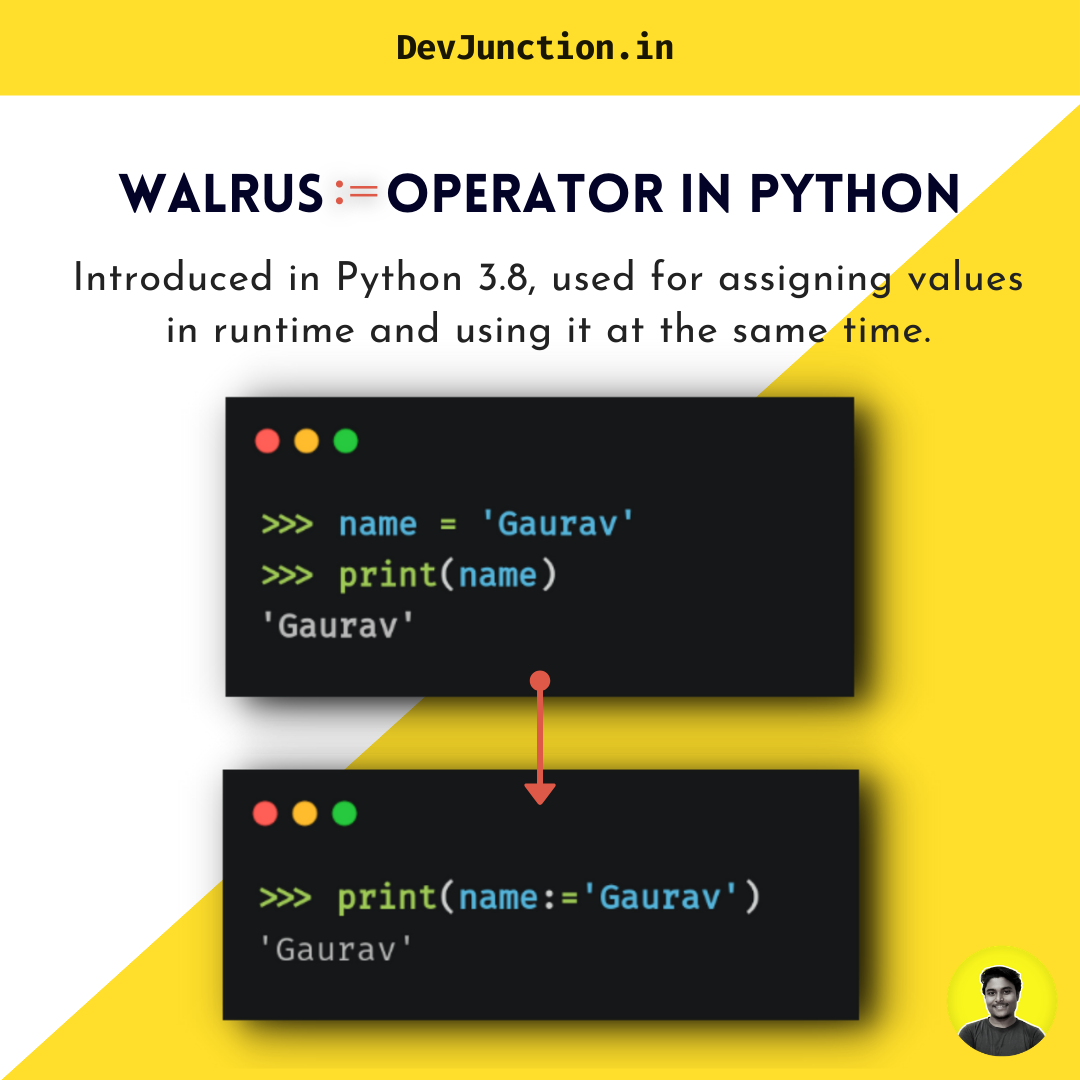 DevJunction.in
WALRUS := OPERATOR IN PYTHON
Introduced in Python 3.8, used for assigning values
in runtime and using it at the same time.
>>> name = 'Gaurav'
>>> print(name)
'Gaurav'
>>> print(name:='Gaurav')
'Gaurav'